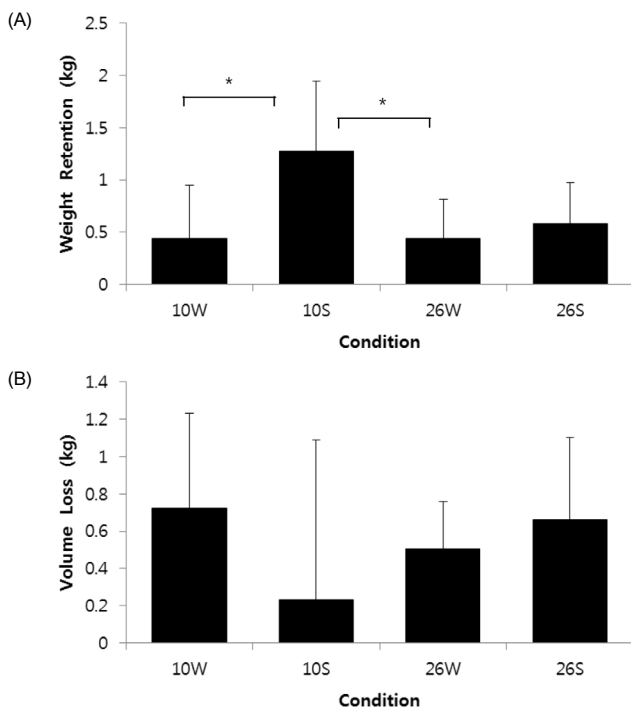 (A)
Weight Retention (kg)
2.5
2
1.5
1
0.5
0
*
*
10W 10S 26W 26S
Condition
(B)
Volume Loss (kg)
1.4
1.2
1
0.8
0.6
0.4
0.2
0
10W 10S 26W 26S
Condition